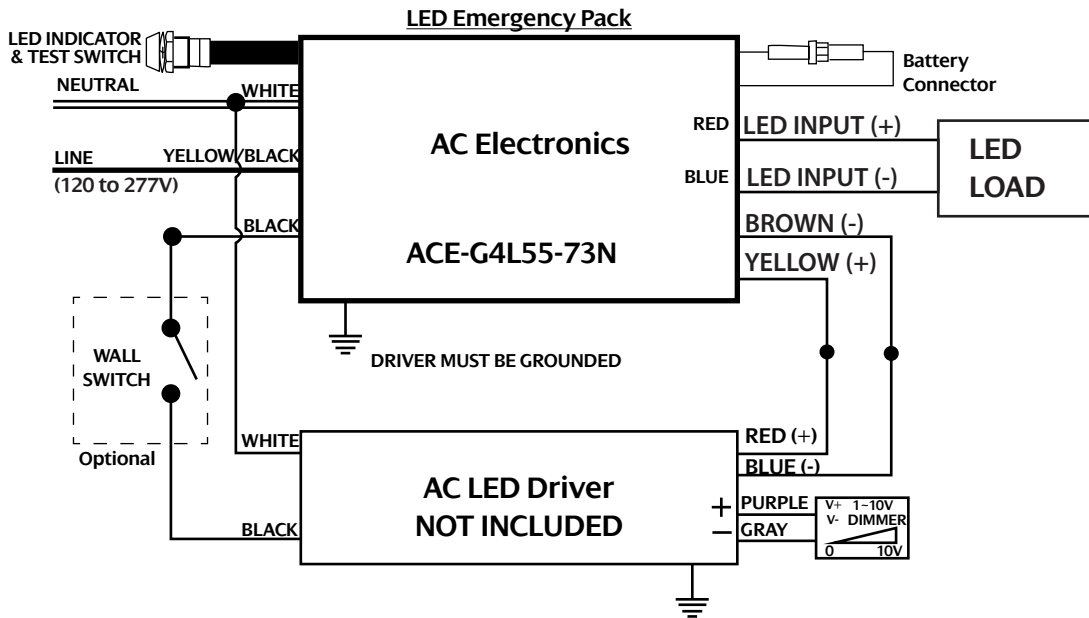 LED Emergency Pack
LED INDICATOR
& TEST SWITCH
NEUTRAL
WHITE
LINE
YELLOW/BLACK
(120 to 277V)
BLACK
AC Electronics
ACE-G4L55-73N
RED
BLUE
Battery
Connector
LED INPUT (+)
LED INPUT (-)
LED
LOAD
BROWN (-)
YELLOW (+)
WALL
SWITCH
Optional
DRIVER MUST BE GROUNDED
WHITE
BLACK
AC LED Driver
NOT INCLUDED
RED (+)
BLUE (-)
+ PURPLE
− GRAY
V+ 1~10V
V- DIMMER
0 10V